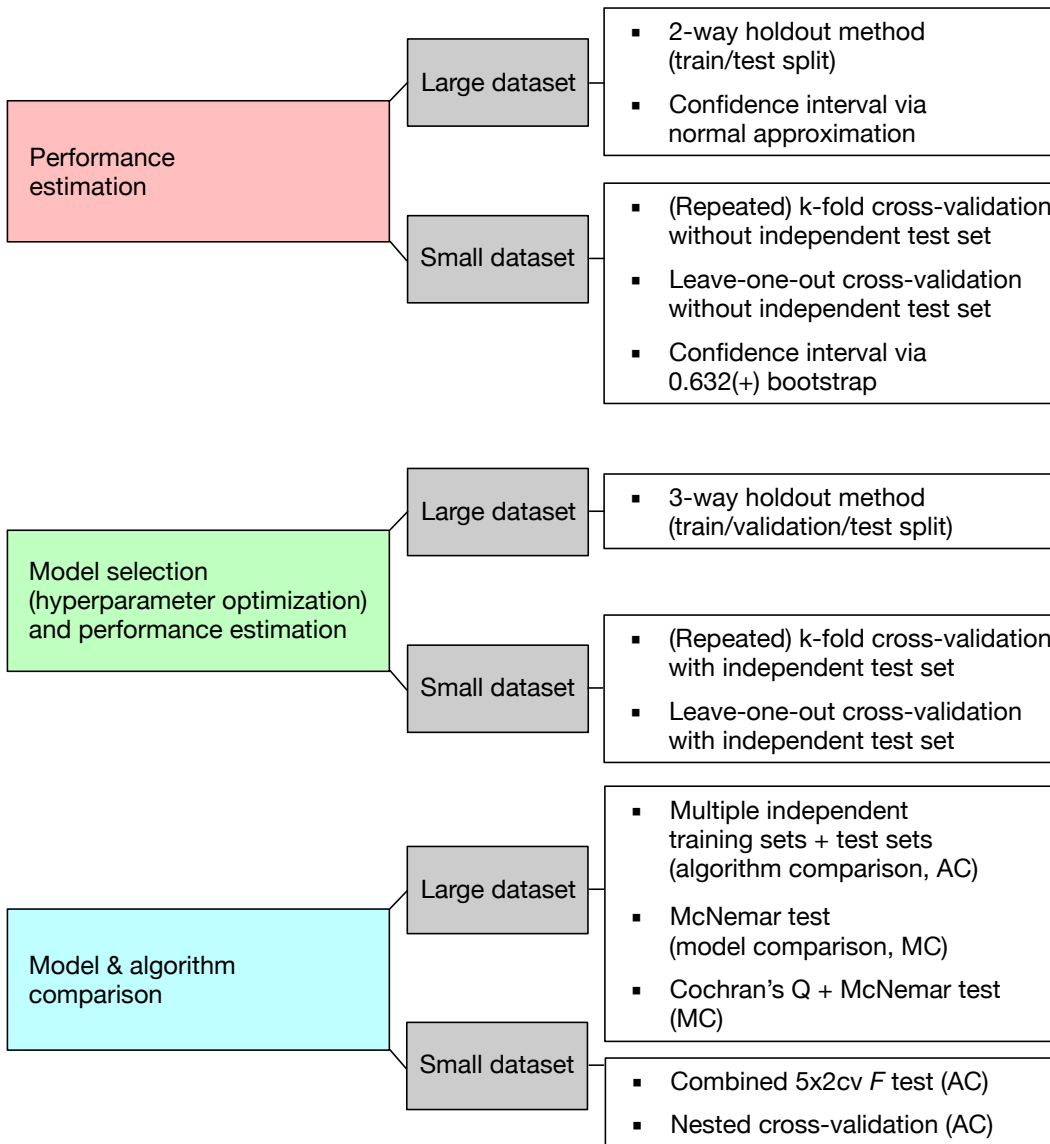 Performance
estimation
Large dataset
▪ 2-way holdout method
(train/test split)
▪ Confidence interval via
normal approximation
Small dataset
▪ (Repeated) k-fold cross-validation
without independent test set
▪ Leave-one-out cross-validation
without independent test set
▪ Confidence interval via
0.632(+) bootstrap
Model selection
(hyperparameter optimization)
and performance estimation
Large dataset
▪ 3-way holdout method
(train/validation/test split)
Small dataset
▪ (Repeated) k-fold cross-validation
with independent test set
▪ Leave-one-out cross-validation
with independent test set
Model & algorithm
comparison
Large dataset
▪ Multiple independent
training sets + test sets
(algorithm comparison, AC)
▪ McNemar test
(model comparison, MC)
▪ Cochran’s Q + McNemar test
(MC)
Small dataset
▪ Combined 5x2cv F test (AC)
▪ Nested cross-validation (AC)